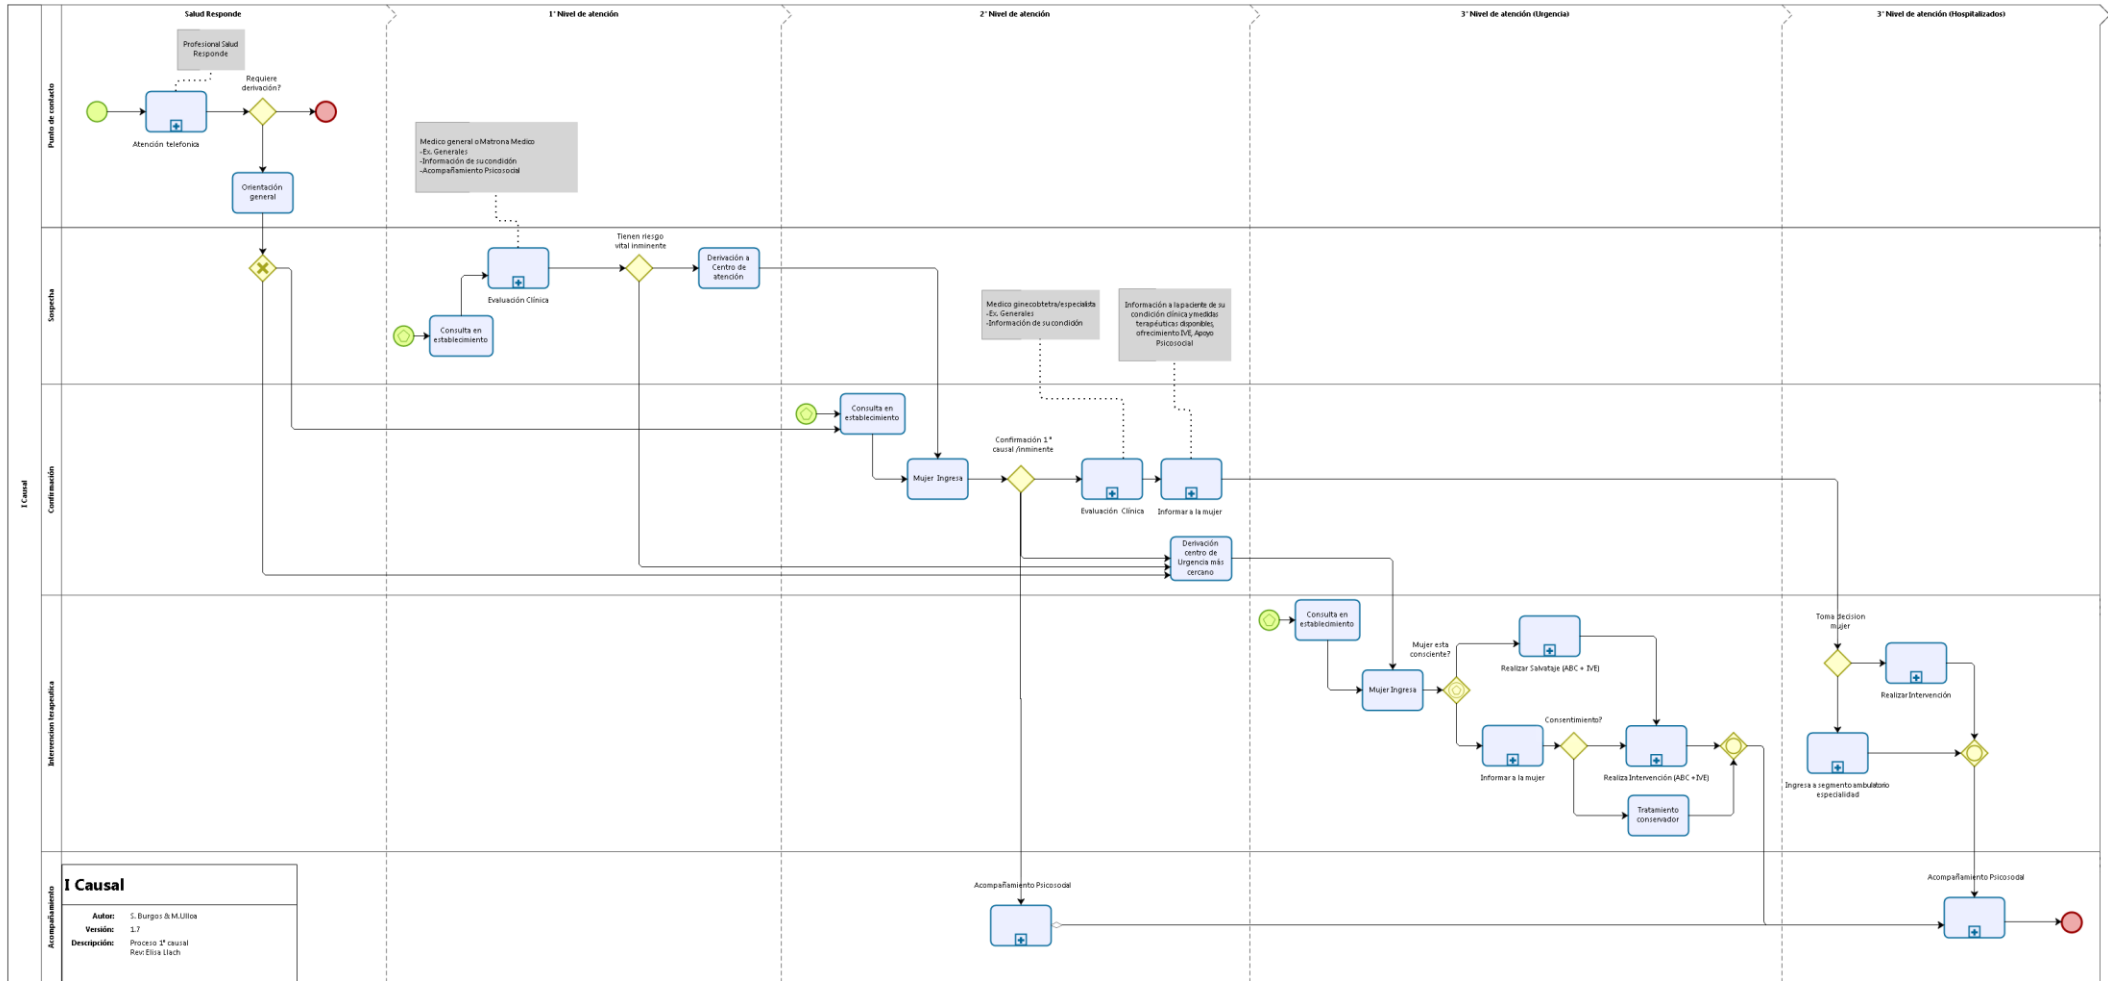 Salud Responde
1° Nivel de atención
2° Nivel de atención
3° Nivel de atención (Urgencia)
3° Nivel de atención (Hospitalizados)
I Causal
Punto de contacto
Profesional Salud
Responde
Requiere
derivación?
Atención telefonica
Orientación
general
Medico general o Matrona Medico
-Ex. Generales
-Información de su condición
-Acompañamiento Psicosocial
Sospecha
Tienen riesgo
vital inminente
Derivación a
Centro de
atención
Evaluación Clínica
Consulta en
establecimiento
Medico ginecobtetra/especialista
-Ex. Generales
-Información de su condición
Información a la paciente de su
condición clínica y medidas
terapéuticas disponibles,
ofrecimiento IVE, Apoyo
Psicosocial
Confirmación
Consulta en
establecimiento
Mujer Ingresa
Confirmación 1°
causal /inminente
Evaluación Clínica
Informar a la mujer
Derivación
centro de
Urgencia más
cercano
Intervencion terapeutica
Consulta en
establecimiento
Mujer Ingresa
Mujer esta
consciente?
Realizar Salvataje (ABC + IVE)
Informar a la mujer
Consentimiento?
Realiza Intervención (ABC +IVE)
Tratamiento
conservador
Toma decision
mujer
Realizar Intervención
Ingresa a segmento ambulatorio
especialidad
Acompañamiento
Acompañamiento Psicosocial
Acompañamiento Psicosocial
I Causal
Autor: S. Burgos & M.Ulloa
Versión: 1.7
Descripción: Proceso 1° causal
Rev: Elisa Llach